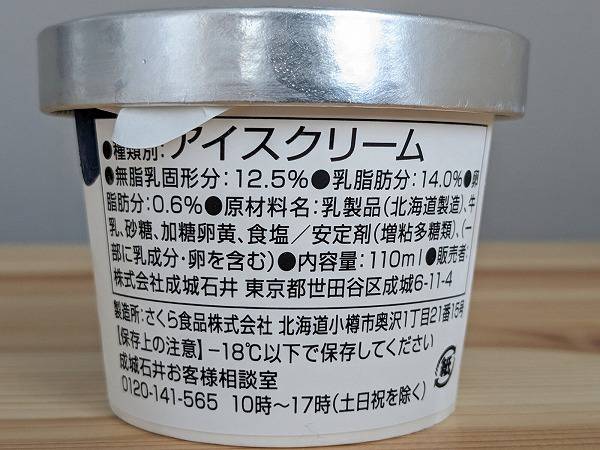 ●種類別:アイスクリーム
●無脂乳固形分:12.5%●乳脂肪分:14.0%●卵
脂肪分:0.6%●原材料名:乳製品(北海道製造)、牛
乳、砂糖、加糖卵黄、食塩/安定剤(増粘多糖類)、(一
部に乳成分・卵を含む)●内容量:110ml●販売者:
株式会社成城石井 東京都世田谷区成城6-11-4
製造所:さくら食品株式会社 北海道小樽市奥沢1丁目21番15号
【保存上の注意】-18℃以下で保存してください
成城石井お客様相談室
0120-141-565 10時〜17時(土日祝を除く)
紙